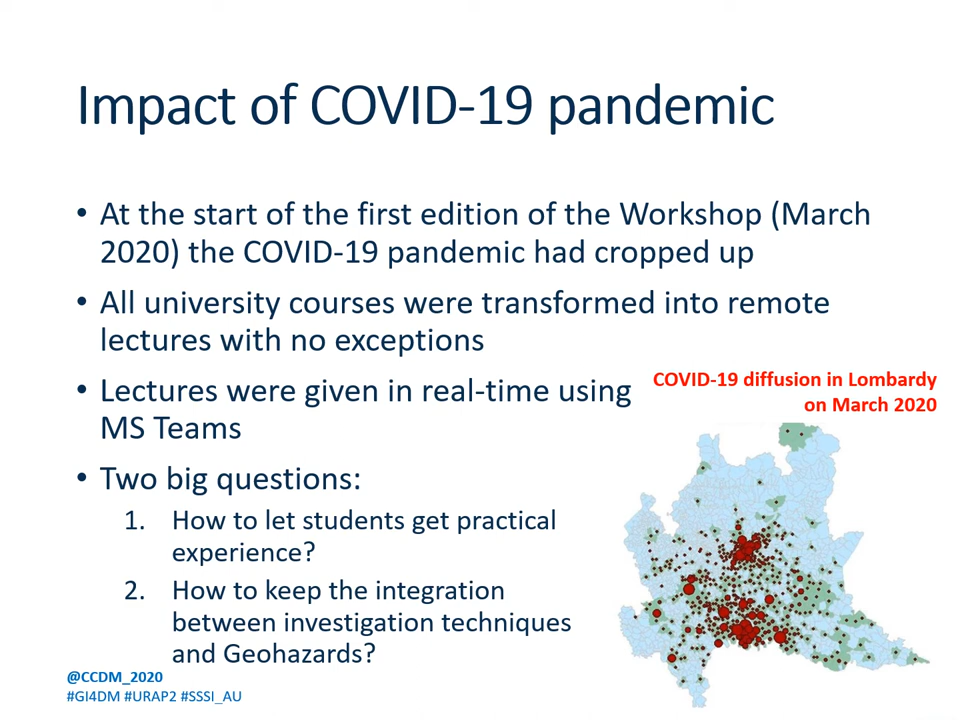 Impact of COVID-19 pandemic
• At the start of the first edition of the Workshop (March
2020) the COVID-19 pandemic had cropped up
• All university courses were transformed into remote
lectures with no exceptions
• Lectures were given in real-time using
MS Teams
• Two big questions:
1. How to let students get practical
experience?
2. How to keep the integration
between investigation techniques
and Geohazards?
COVID-19 diffusion in Lombardy
on March 2020
@CCDM_2020
#GI4DM #URAP2 #SSSI_AU